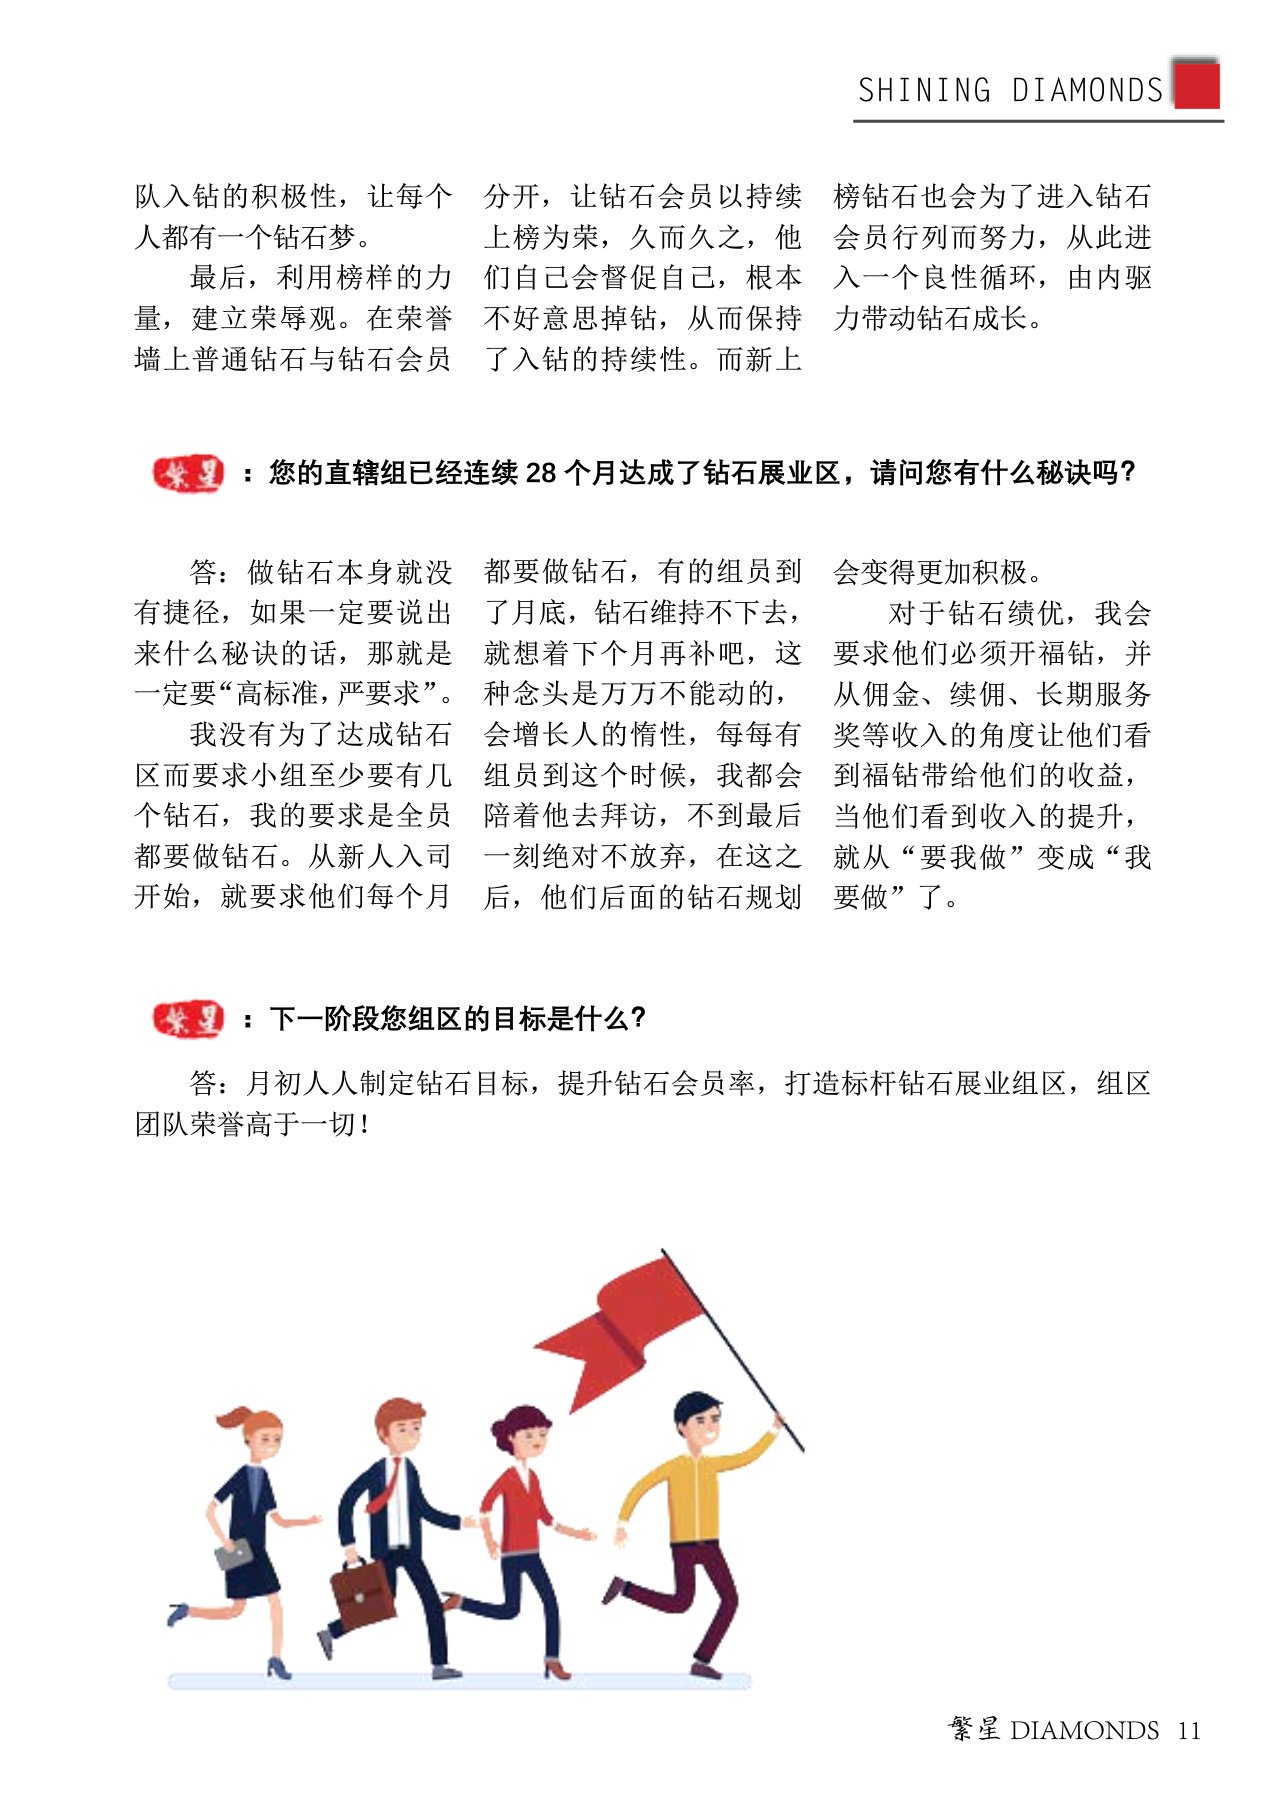 SHINING DIAMONDS
队入钻的积极性，让每个
人都有一个钻石梦。
最后，利用榜样的力
量，建立荣辱观。在荣誉
墙上普通钻石与钻石会员
分开，让钻石会员以持续
上榜为荣，久而久之，他
们自己会督促自己，根本
不好意思掉钻，从而保持
了入钻的持续性。而新上
榜钻石也会为了进入钻石
会员行列而努力，从此进
入一个良性循环，由内驱
力带动钻石成长。
繁星：您的直辖组已经连续 28 个月达成了钻石展业区，请问您有什么秘诀吗？
答：做钻石本身就没
有捷径，如果一定要说出
来什么秘诀的话，那就是
一定要“高标准，严要求”。
我没有为了达成钻石
区而要求小组至少要有几
个钻石，我的要求是全员
都要做钻石。从新人入司
开始，就要求他们每个月
都要做钻石，有的组员到
了月底，钻石维持不下去，
就想着下个月再补吧，这
种念头是万万不能动的，
会增长人的惰性，每每有
组员到这个时候，我都会
陪着他去拜访，不到最后
一刻绝对不放弃，在这之
后，他们后面的钻石规划
会变得更加积极。
对于钻石绩优，我会
要求他们必须开福钻，并
从佣金、续佣、长期服务
奖等收入的角度让他们看
到福钻带给他们的收益，
当他们看到收入的提升，
就从“要我做”变成“我
要做”了。
繁星：下一阶段您组区的目标是什么？
答：月初人人制定钻石目标，提升钻石会员率，打造标杆钻石展业组区，组区
团队荣誉高于一切！
繁星 DIAMONDS 11